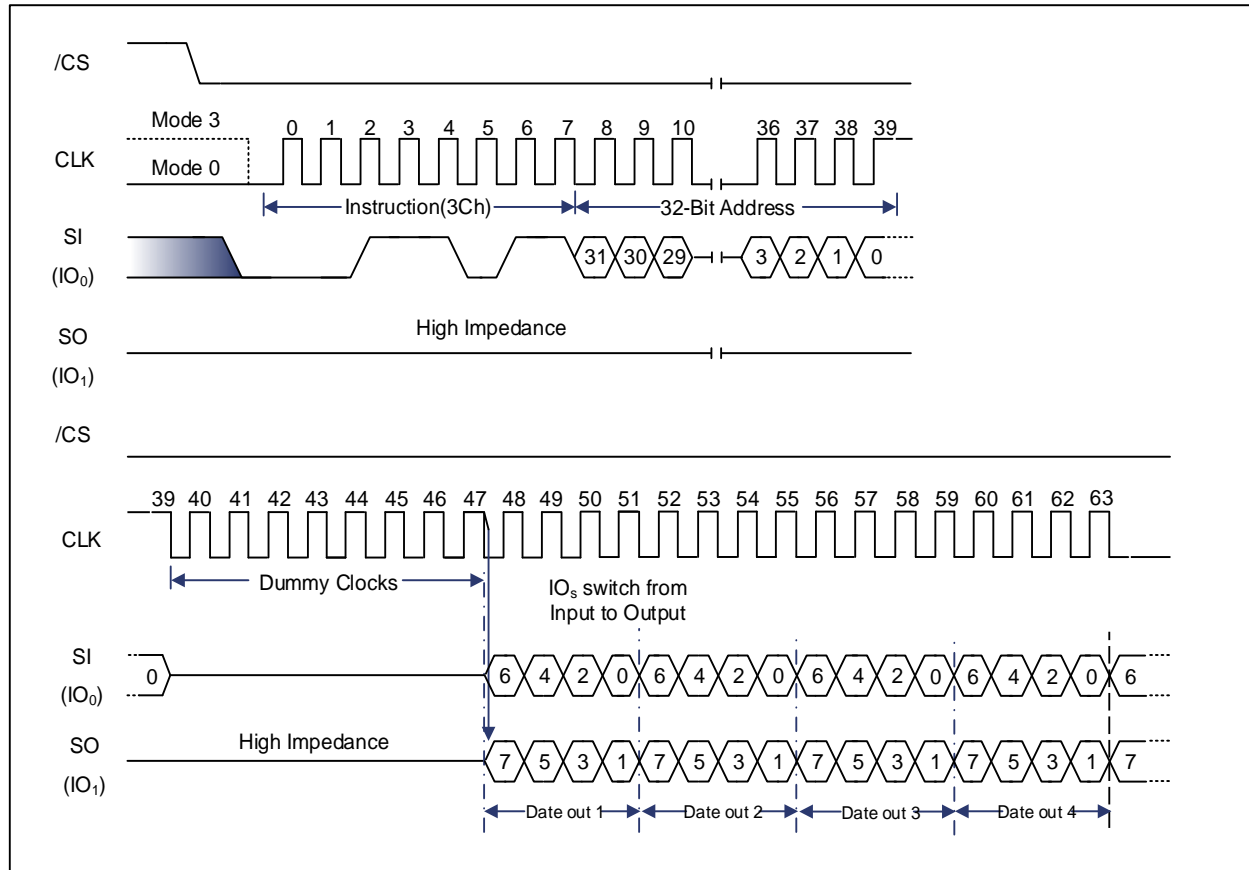 /CS
Mode 3
CLK
Mode 0
0 1 2 3 4 5 6 7 8 9 10 36 37 38 39
Instruction(3Ch) 32-Bit Address
SI
(IO0)
31 30 29 3 2 1 0
SO
High Impedance
(IO1)
/CS
39 40 41 42 43 44 45 46 47 48 49 50 51 52 53 54 55 56 57 58 59 60 61 62 63
CLK
Dummy Clocks
IOs switch from
Input to Output
SI
(IO0)
0 6 4 2 0 6 4 2 0 6 4 2 0 6 4 2 0 6
SO
High Impedance
(IO1)
7 5 3 1 7 5 3 1 7 5 3 1 7 5 3 1 7
Date out 1 Date out 2 Date out 3 Date out 4